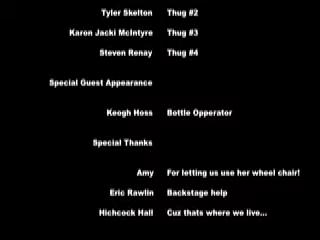 Tyler Skelton Thug #2
Karon Jacki McIntyre Thug #3
Steven Renay Thug #4
Special Guest Appearance
Keogh Hoss Bottle Opperator
Special Thanks
Amy For letting us use her wheel chair!
Eric Rawlin Backstage help
Hichcock Hall Cuz thats where we live...